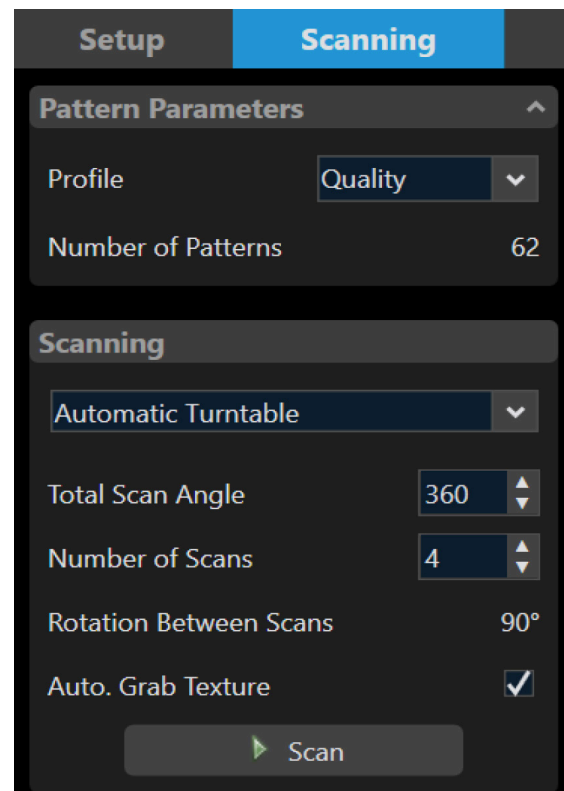 Setup Scanning
Pattern Parameters
Profile Quality
Number of Patterns 62
Scanning
Automatic Turntable
Total Scan Angle 360
Number of Scans 4
Rotation Between Scans 90°
Auto. Grab Texture
Scan